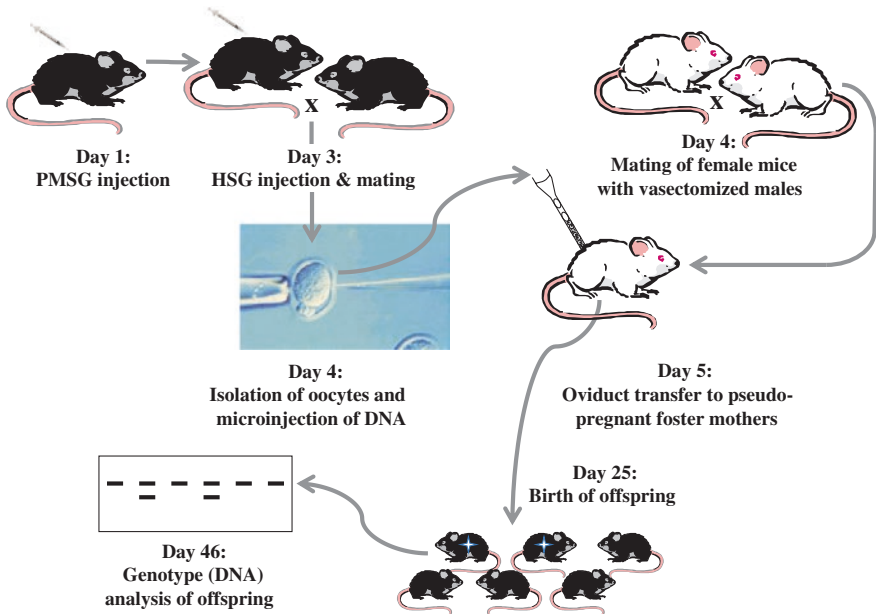 X
Day 1:
PMSG injection
Day 3:
HSG injection & mating
X
Day 4:
Mating of female mice
with vasectomized males
Day 4:
Isolation of oocytes and
microinjection of DNA
Day 5:
Oviduct transfer to pseudo-
pregnant foster mothers
Day 25:
Birth of offspring
Day 46:
Genotype (DNA)
analysis of offspring